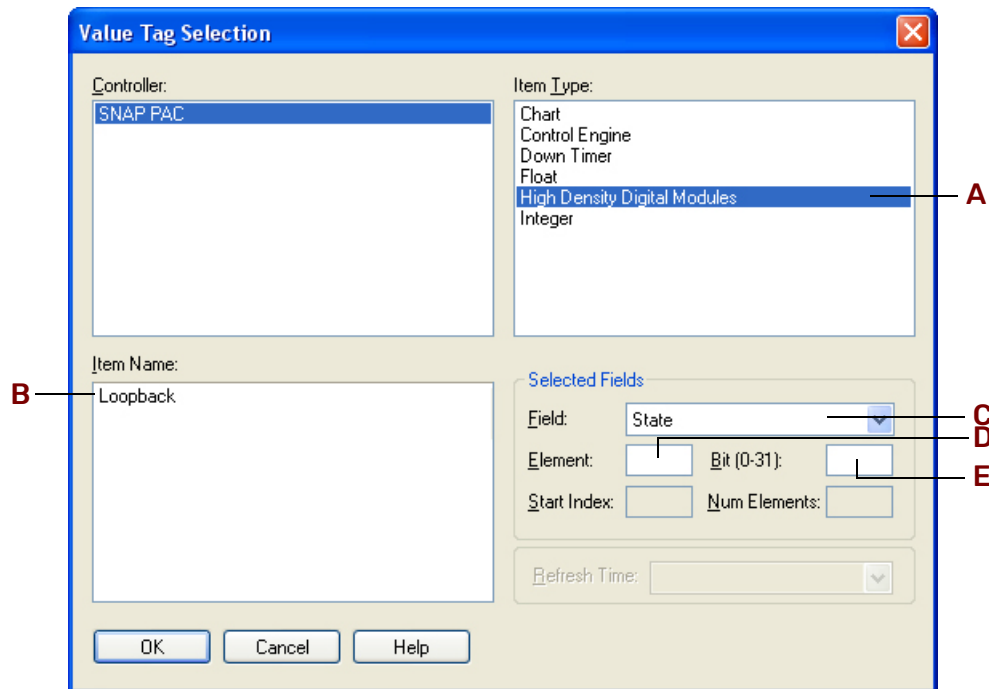 Value Tag Selection
Controller:
SNAP PAC
Item Type:
Chart
Control Engine
Down Timer
Float
High Density Digital Modules
Integer
A
Item Name:
Loopback
B
Selected Fields
Field: State
C
Element: Bit (0-31):
D
E
Start Index: Num Elements:
Refresh Time:
OK Cancel Help